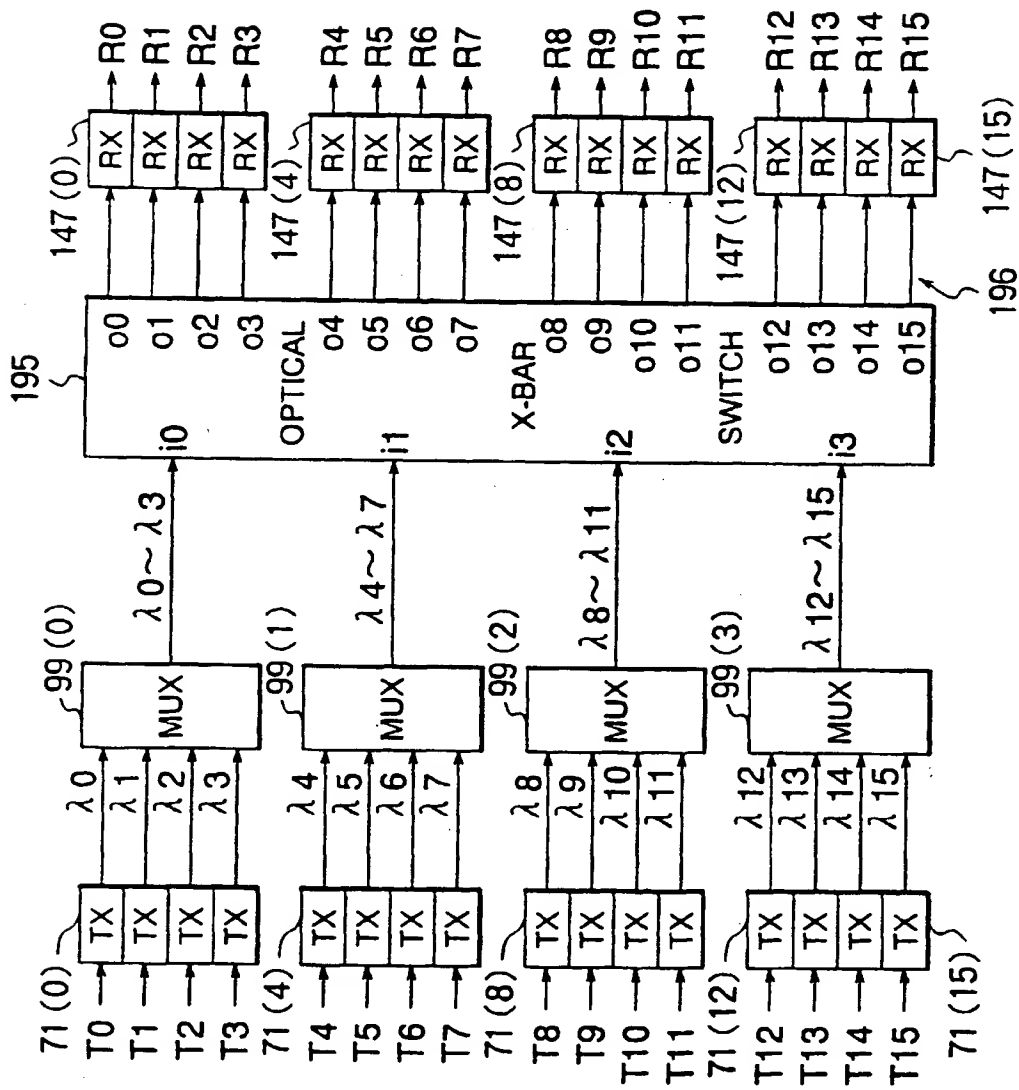 71 (0)
T0
T1
T2
T3
TX
TX
TX
TX
λ0
λ1
λ2
λ3
99 (0)
MUX
λ0~λ3
71 (4)
T4
T5
T6
T7
TX
TX
TX
TX
λ4
λ5
λ6
λ7
99 (1)
MUX
λ4~λ7
71 (8)
T8
T9
T10
T11
TX
TX
TX
TX
λ8
λ9
λ10
λ11
99 (2)
MUX
λ8~λ11
71 (12)
T12
T13
T14
T15
TX
TX
TX
TX
71 (15)
λ12
λ13
λ14
λ15
99 (3)
MUX
λ12~λ15
195
i0
i1
i2
i3
OPTICAL
X-BAR
SWITCH
o0
o1
o2
o3
o4
o5
o6
o7
o8
o9
o10
o11
o12
o13
o14
o15
196
147 (0)
RX
RX
RX
RX
R0
R1
R2
R3
147 (4)
RX
RX
RX
RX
R4
R5
R6
R7
147 (8)
RX
RX
RX
RX
R8
R9
R10
R11
147 (12)
RX
RX
RX
RX
R12
R13
R14
R15
147 (15)